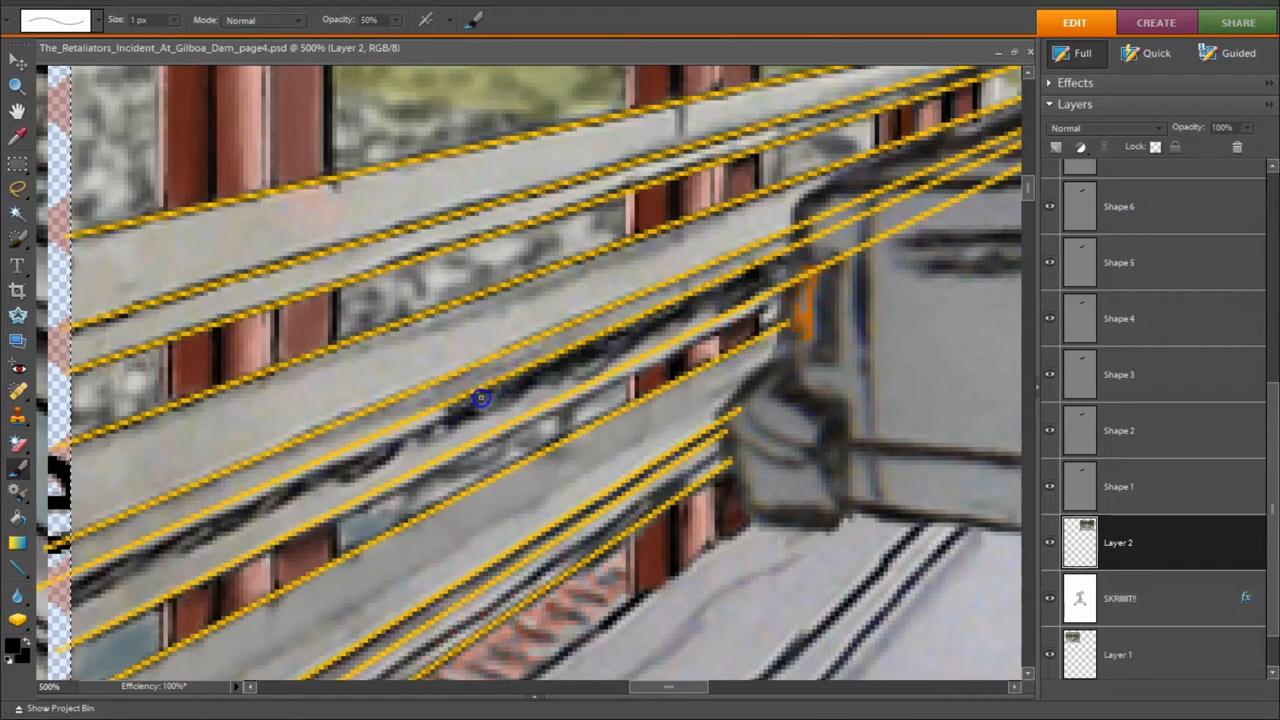 Size: 1 px Mode: Normal Opacity: 50%
EDIT CREATE SHARE
The_Retaliators_Incident_At_Gilboa_Dam_page4.psd @ 500% (Layer 2, RGB/8)
Full Quick Guided
Effects
Layers
Normal Opacity: 100%
Lock:
Shape 6
Shape 5
Shape 4
Shape 3
Shape 2
Shape 1
Layer 2
fx
Layer 1
500% Efficiency: 100%*
Show Project Bin